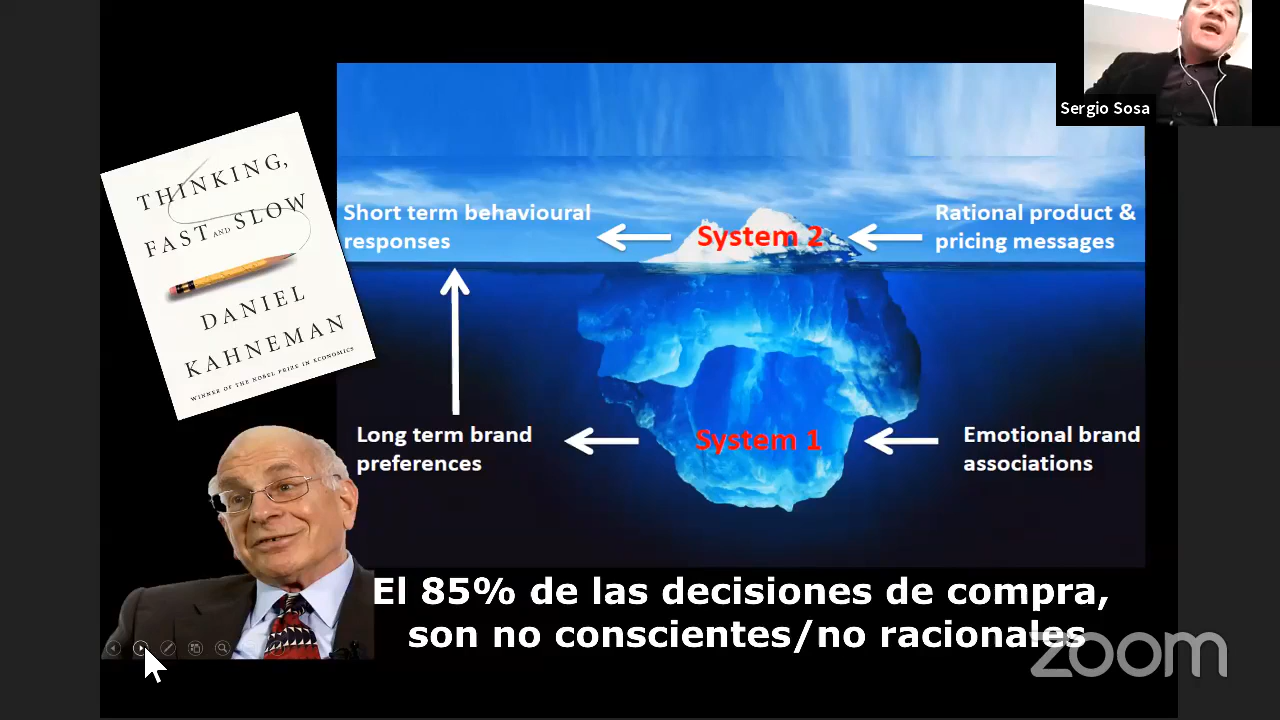 Sergio Sosa
THINKING,
FAST AND SLOW
DANIEL
KAHNEMAN
WINNER OF THE NOBEL PRIZE IN ECONOMICS
Short term behavioural
responses
System 2
Rational product &
pricing messages
Long term brand
preferences
System 1
Emotional brand
associations
El 85% de las decisiones de compra,
son no conscientes/no racionales
zoom